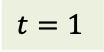 t = 1